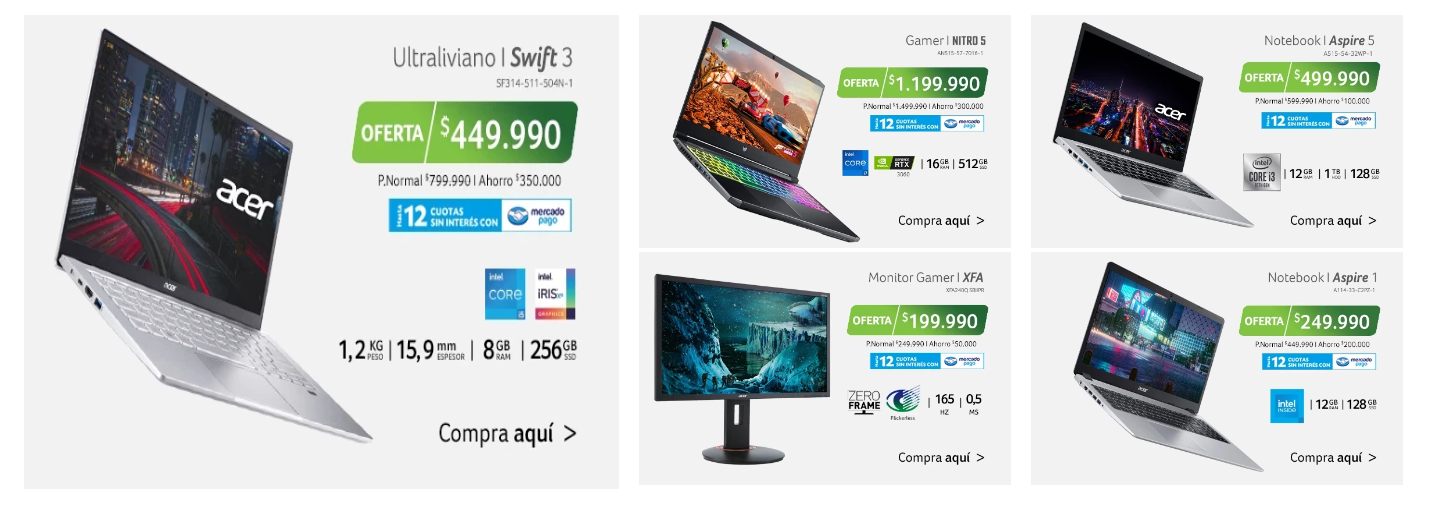 Ultraliviano | Swift 3
SF314-511-504N-1
OFERTA $449.990
P.Normal $799.990 | Ahorro $350.000
Hasta 12 CUOTAS SIN INTERÉS CON mercado pago
acer
acer
intel CORE i5
intel IRIS Xe GRAPHICS
1,2 KG PESO | 15,9 mm ESPESOR | 8 GB RAM | 256 GB SSD
Compra aquí >
Gamer | NITRO 5
AN515-57-7016-1
OFERTA $1.199.990
P.Normal $1.499.990 | Ahorro $300.000
Hasta 12 CUOTAS SIN INTERÉS CON mercado pago
intel CORE i7
NVIDIA GEFORCE RTX 3060
| 16 GB RAM | 512 GB SSD
Compra aquí >
Notebook | Aspire 5
A515-54-32WP-1
OFERTA $499.990
P.Normal $599.990 | Ahorro $100.000
Hasta 12 CUOTAS SIN INTERÉS CON mercado pago
acer
intel CORE i3
| 12 GB RAM | 1 TB HDD | 128 GB SSD
Compra aquí >
Monitor Gamer | XFA
OFERTA $199.990
P.Normal $249.990 | Ahorro $50.000
Hasta 12 CUOTAS SIN INTERÉS CON mercado pago
ZERO FRAME
Flickerless
| 165 HZ | 0,5 MS
Compra aquí >
Notebook | Aspire 1
A114-33-C2PZ-1
OFERTA $249.990
P.Normal $449.990 | Ahorro $200.000
Hasta 12 CUOTAS SIN INTERÉS CON mercado pago
acer
intel INSIDE
| 12 GB RAM | 128 GB
Compra aquí >